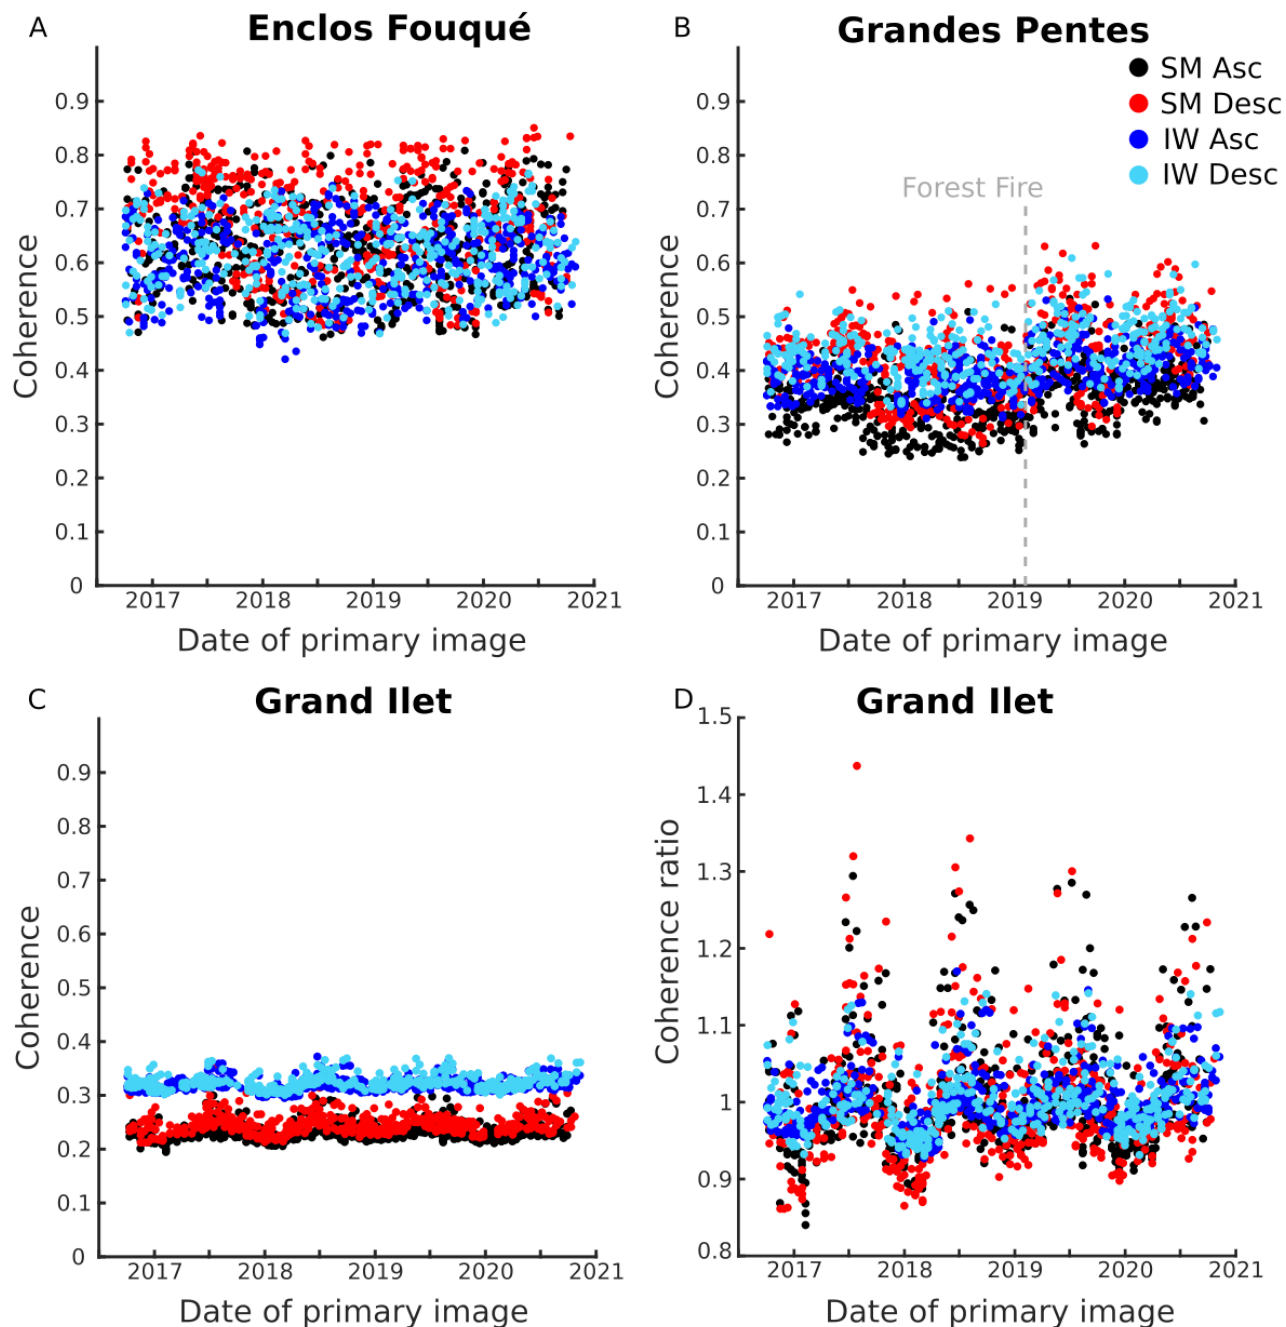 A
Enclos Fouqué
0.9
0.8
0.7
0.6
0.5
0.4
0.3
0.2
0.1
0
Coherence
2017 2018 2019 2020 2021
Date of primary image
B
Grandes Pentes
SM Asc
SM Desc
IW Asc
IW Desc
Forest Fire
0.9
0.8
0.7
0.6
0.5
0.4
0.3
0.2
0.1
0
Coherence
2017 2018 2019 2020 2021
Date of primary image
C
Grand Ilet
0.9
0.8
0.7
0.6
0.5
0.4
0.3
0.2
0.1
0
Coherence
2017 2018 2019 2020 2021
Date of primary image
D
Grand Ilet
1.5
1.4
1.3
1.2
1.1
1
0.9
0.8
Coherence ratio
2017 2018 2019 2020 2021
Date of primary image